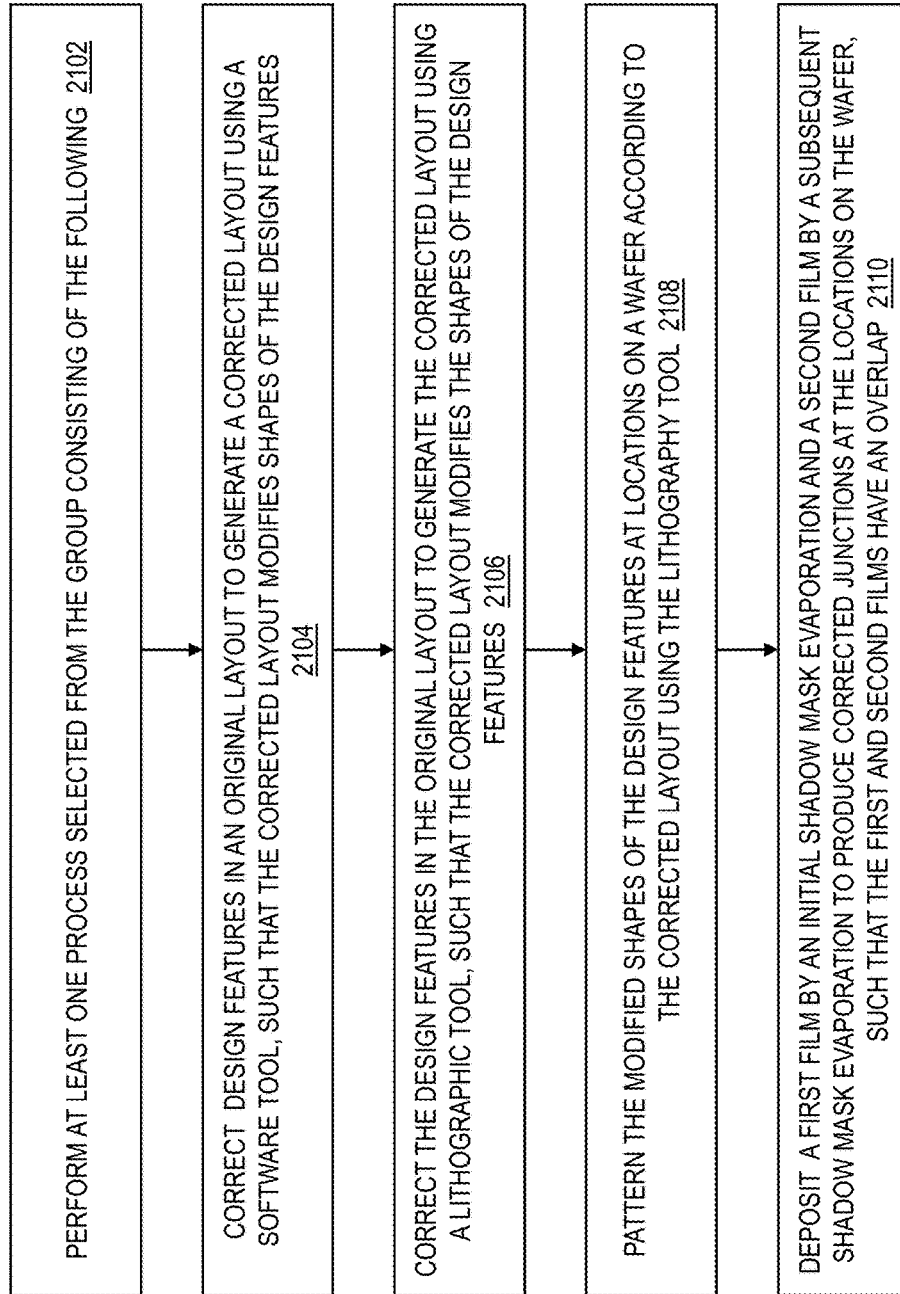 PERFORM AT LEAST ONE PROCESS SELECTED FROM THE GROUP CONSISTING OF THE FOLLOWING 2102
CORRECT DESIGN FEATURES IN AN ORIGINAL LAYOUT TO GENERATE A CORRECTED LAYOUT USING A
SOFTWARE TOOL, SUCH THAT THE CORRECTED LAYOUT MODIFIES SHAPES OF THE DESIGN FEATURES
2104
CORRECT THE DESIGN FEATURES IN THE ORIGINAL LAYOUT TO GENERATE THE CORRECTED LAYOUT USING
A LITHOGRAPHIC TOOL, SUCH THAT THE CORRECTED LAYOUT MODIFIES THE SHAPES OF THE DESIGN
FEATURES 2106
PATTERN THE MODIFIED SHAPES OF THE DESIGN FEATURES AT LOCATIONS ON A WAFER ACCORDING TO
THE CORRECTED LAYOUT USING THE LITHOGRAPHY TOOL 2108
DEPOSIT A FIRST FILM BY AN INITIAL SHADOW MASK EVAPORATION AND A SECOND FILM BY A SUBSEQUENT
SHADOW MASK EVAPORATION TO PRODUCE CORRECTED JUNCTIONS AT THE LOCATIONS ON THE WAFER,
SUCH THAT THE FIRST AND SECOND FILMS HAVE AN OVERLAP 2110